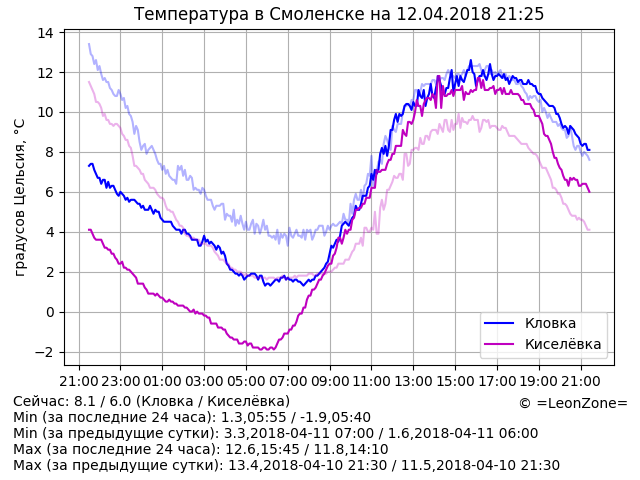 Температура в Смоленске на 12.04.2018 21:25
14
12
10
8
6
4
2
0
−2
градусов Цельсия, °C
Кловка
Киселёвка
21:00 23:00 01:00 03:00 05:00 07:00 09:00 11:00 13:00 15:00 17:00 19:00 21:00
Сейчас: 8.1 / 6.0 (Кловка / Киселёвка)
© =LeonZone=
Min (за последние 24 часа): 1.3,05:55 / -1.9,05:40
Min (за предыдущие сутки): 3.3,2018-04-11 07:00 / 1.6,2018-04-11 06:00
Max (за последние 24 часа): 12.6,15:45 / 11.8,14:10
Max (за предыдущие сутки): 13.4,2018-04-10 21:30 / 11.5,2018-04-10 21:30